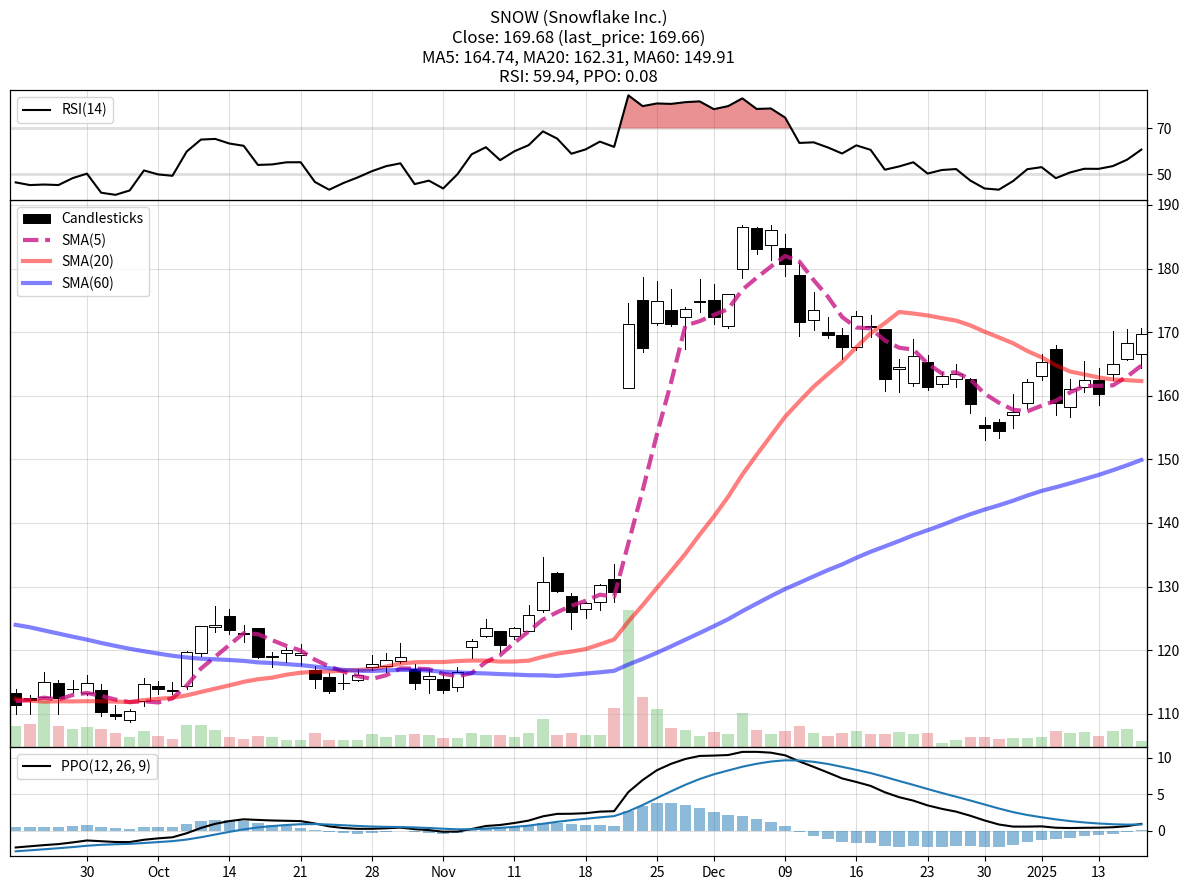 SNOW (Snowflake Inc.)
Close: 169.68 (last_price: 169.66)
MA5: 164.74, MA20: 162.31, MA60: 149.91
RSI: 59.94, PPO: 0.08
RSI(14)
70
50
Candlesticks
SMA(5)
SMA(20)
SMA(60)
190
180
170
160
150
140
130
120
110
PPO(12, 26, 9)
10
5
0
30 Oct 14 21 28 Nov 11 18 25 Dec 09 16 23 30 2025 13